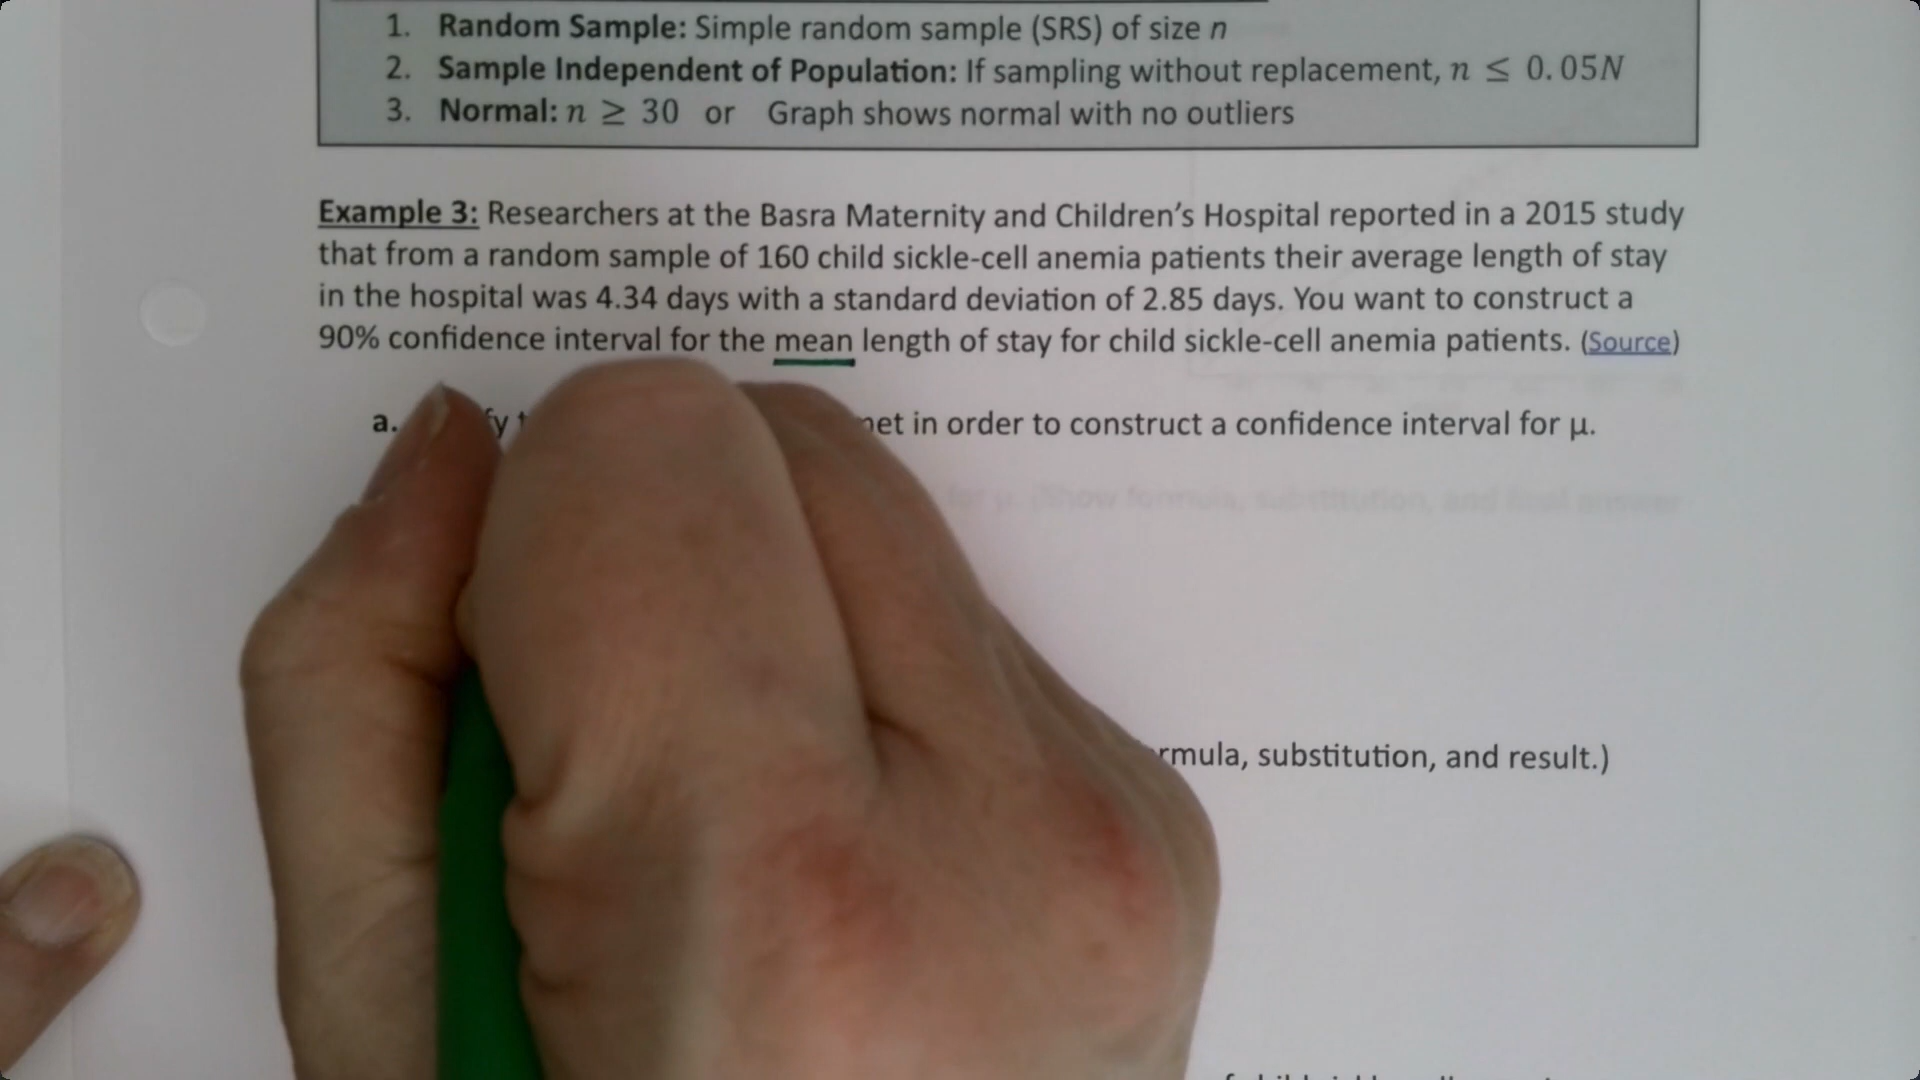 1. Random Sample: Simple random sample (SRS) of size n
2. Sample Independent of Population: If sampling without replacement, n ≤ 0.05N
3. Normal: n ≥ 30 or Graph shows normal with no outliers
Example 3: Researchers at the Basra Maternity and Children’s Hospital reported in a 2015 study
that from a random sample of 160 child sickle-cell anemia patients their average length of stay
in the hospital was 4.34 days with a standard deviation of 2.85 days. You want to construct a
90% confidence interval for the mean length of stay for child sickle-cell anemia patients. (Source)
a. in order to construct a confidence interval for μ.
substitution, and result.)